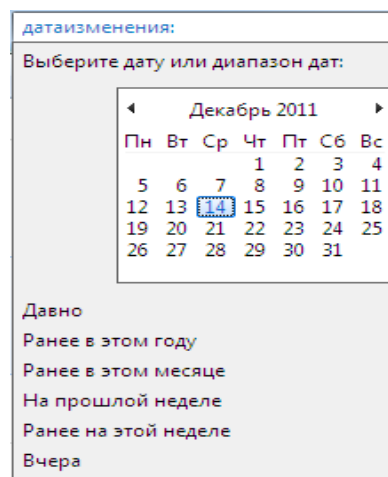 датаизменения:
Выберите дату или диапазон дат:
Декабрь 2011
Пн Вт Ср Чт Пт Сб Вс
1 2 3 4
5 6 7 8 9 10 11
12 13 14 15 16 17 18
19 20 21 22 23 24 25
26 27 28 29 30 31
Давно
Ранее в этом году
Ранее в этом месяце
На прошлой неделе
Ранее на этой неделе
Вчера